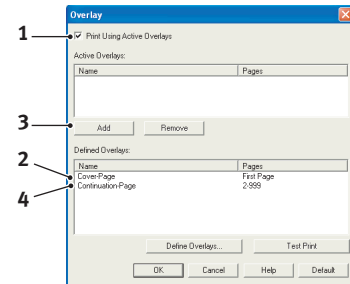 Overlay
1
Print Using Active Overlays
Active Overlays:
Name Pages
3
Add Remove
Defined Overlays:
2
Name Pages
Cover-Page First Page
4
Continuation-Page 2-999
Define Overlays... Test Print
OK Cancel Help Default